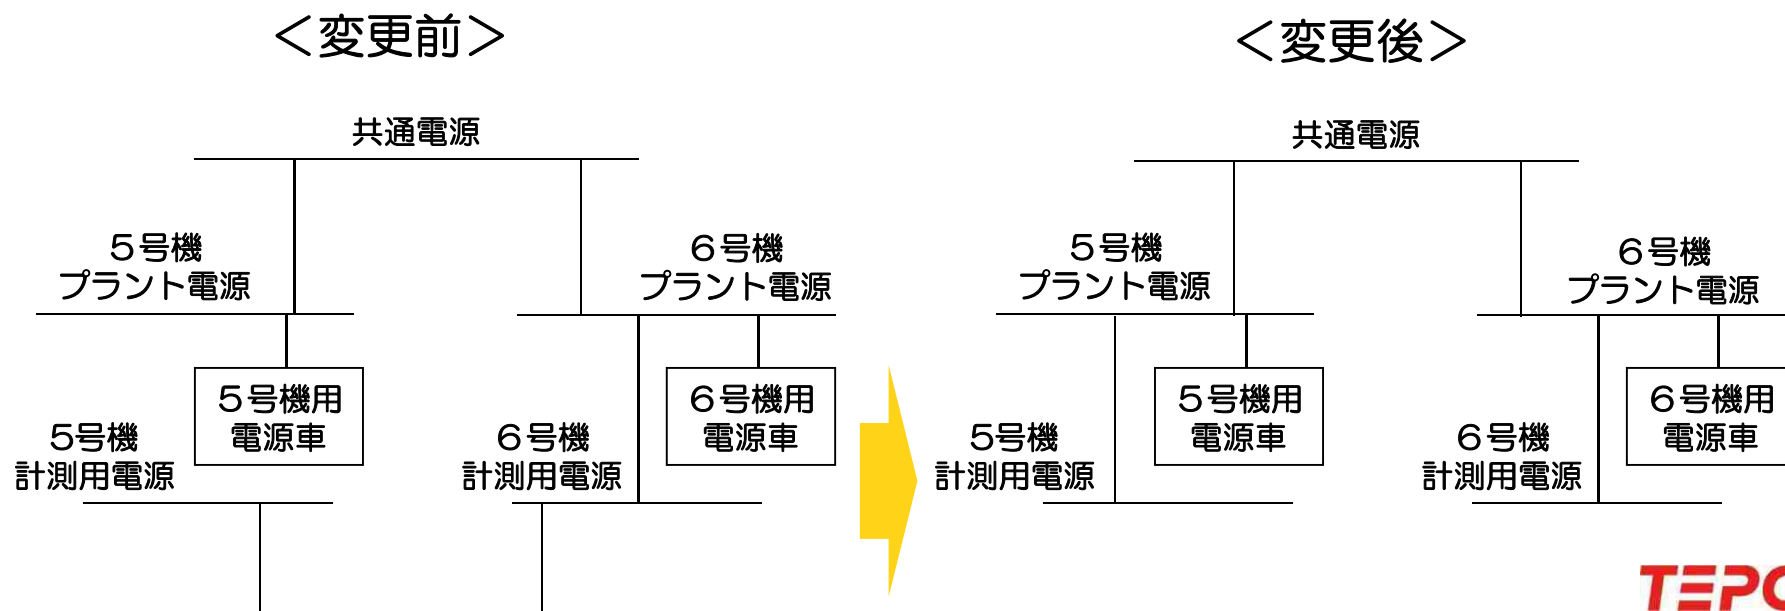 ＜変更前＞
共通電源
５号機
プラント電源
６号機
プラント電源
５号機用
電源車
６号機用
電源車
５号機
計測用電源
６号機
計測用電源
＜変更後＞
共通電源
５号機
プラント電源
６号機
プラント電源
５号機用
電源車
６号機用
電源車
５号機
計測用電源
６号機
計測用電源